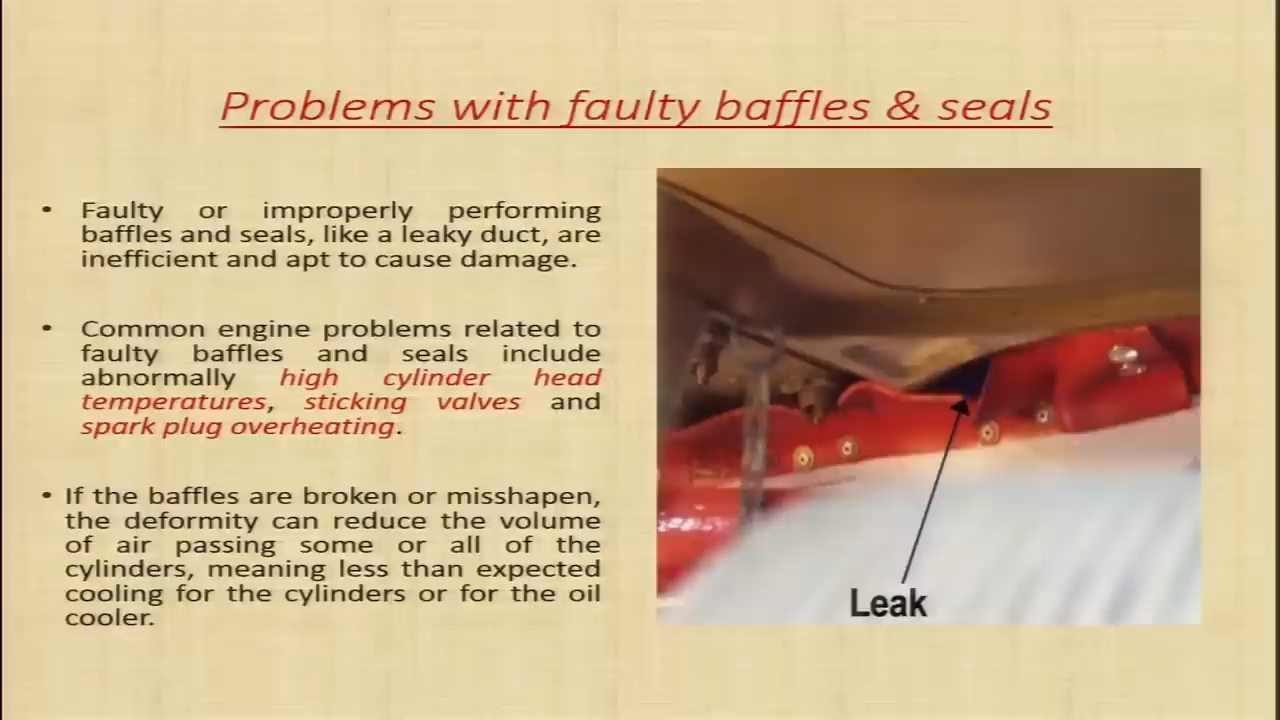 Problems with faulty baffles & seals
• Faulty or improperly performing
baffles and seals, like a leaky duct, are
inefficient and apt to cause damage.
• Common engine problems related to
faulty baffles and seals include
abnormally high cylinder head
temperatures, sticking valves and
spark plug overheating.
• If the baffles are broken or misshapen,
the deformity can reduce the volume
of air passing some or all of the
cylinders, meaning less than expected
cooling for the cylinders or for the oil
cooler.
Leak